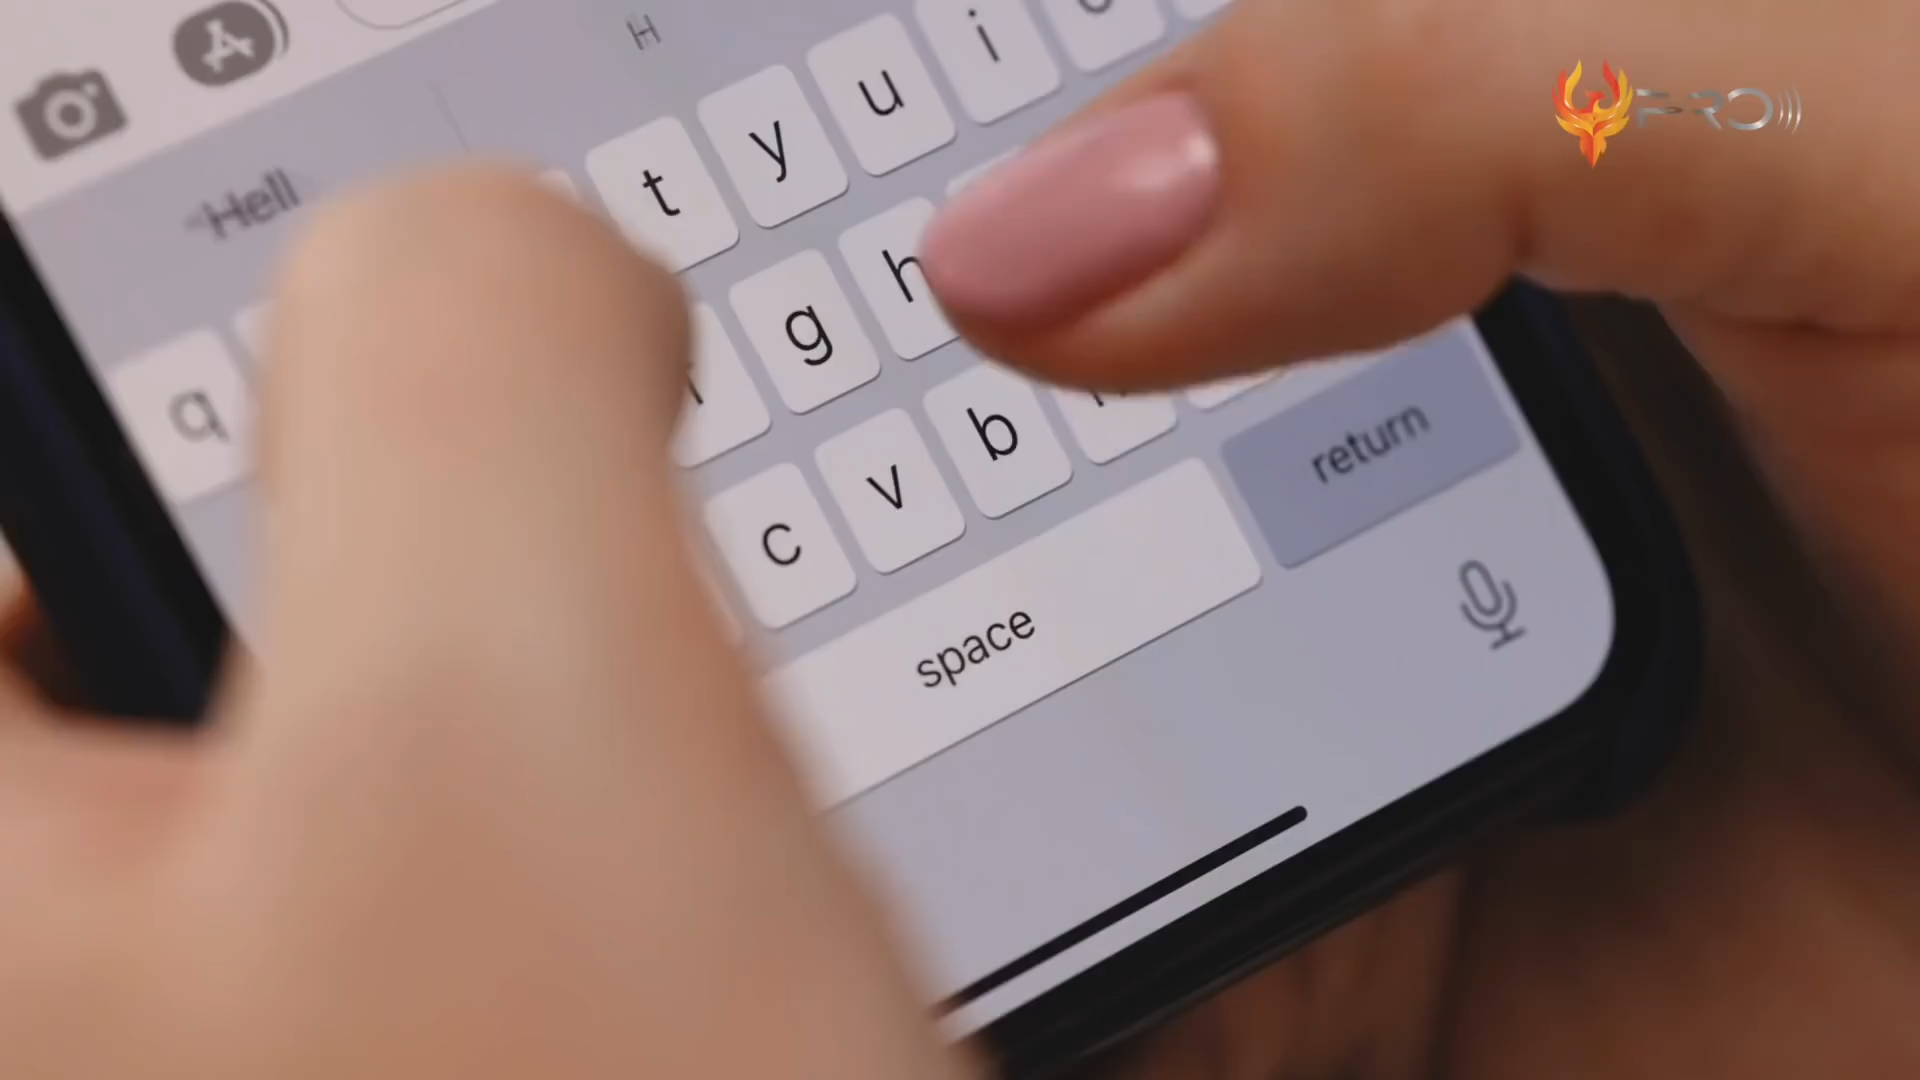 H
"Hell
PRO
t y u i o
q g h
c v b n
space return